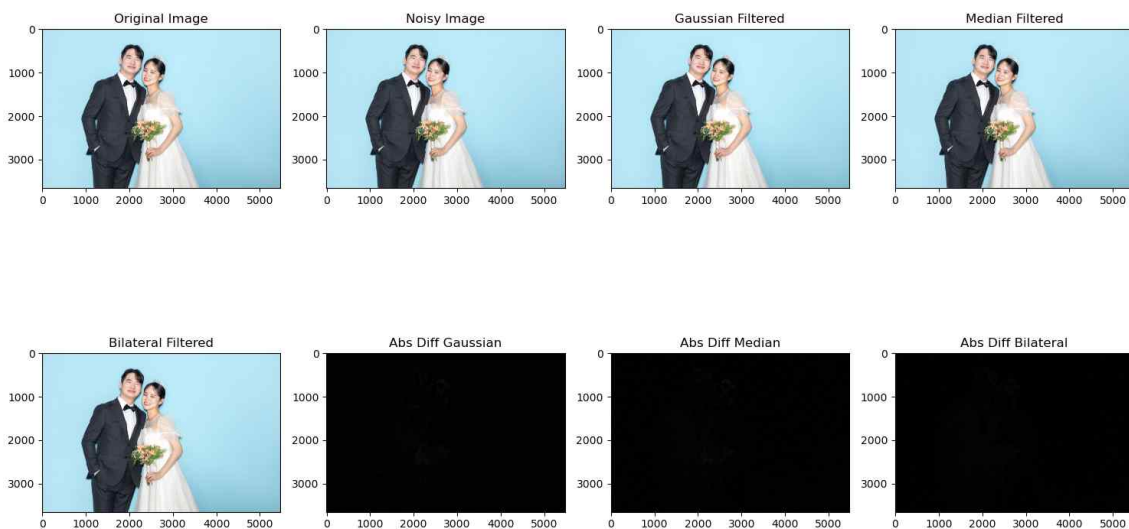 Original Image
Noisy Image
Gaussian Filtered
Median Filtered
0
1000
2000
3000
0 1000 2000 3000 4000 5000
0
1000
2000
3000
0 1000 2000 3000 4000 5000
0
1000
2000
3000
0 1000 2000 3000 4000 5000
0
1000
2000
3000
0 1000 2000 3000 4000 5000
Bilateral Filtered
Abs Diff Gaussian
Abs Diff Median
Abs Diff Bilateral
0
1000
2000
3000
0 1000 2000 3000 4000 5000
0
1000
2000
3000
0 1000 2000 3000 4000 5000
0
1000
2000
3000
0 1000 2000 3000 4000 5000
0
1000
2000
3000
0 1000 2000 3000 4000 5000